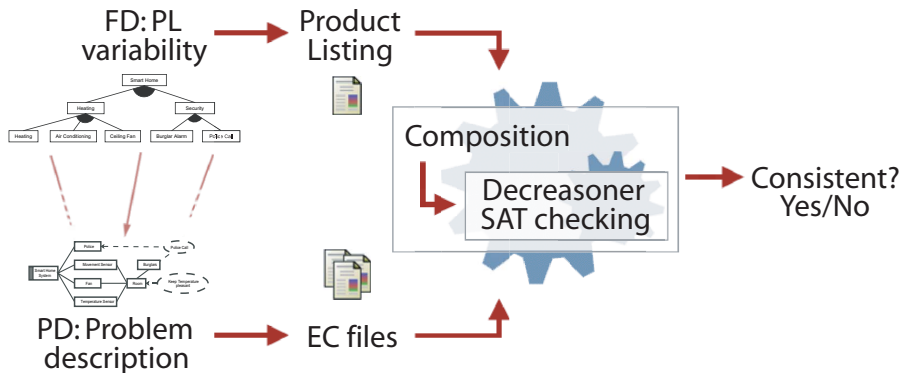 FD: PL
variability
Product
Listing
Smart Home
Heating
Security
Heating
Air Conditioning
Ceiling Fan
Burglar Alarm
Police Call
Composition
Decreasoner
SAT checking
Consistent?
Yes/No
Police
Police Call
Smart Home
System
Movement Sensor
Burglars
Fan
Room
Keep Temperature
pleasant
Temperature Sensor
PD: Problem
description
EC files